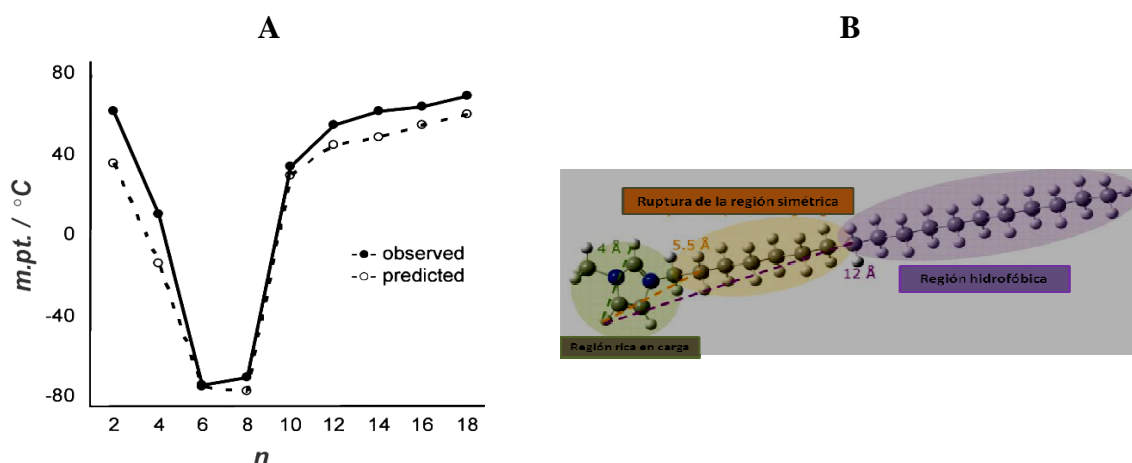 A
B
80
40
0
-40
-80
m.pt. / °C
observed
predicted
2 4 6 8 10 12 14 16 18
n
Ruptura de la región simétrica
4 Å
5.5 Å
12 Å
Región hidrofóbica
Región rica en carga